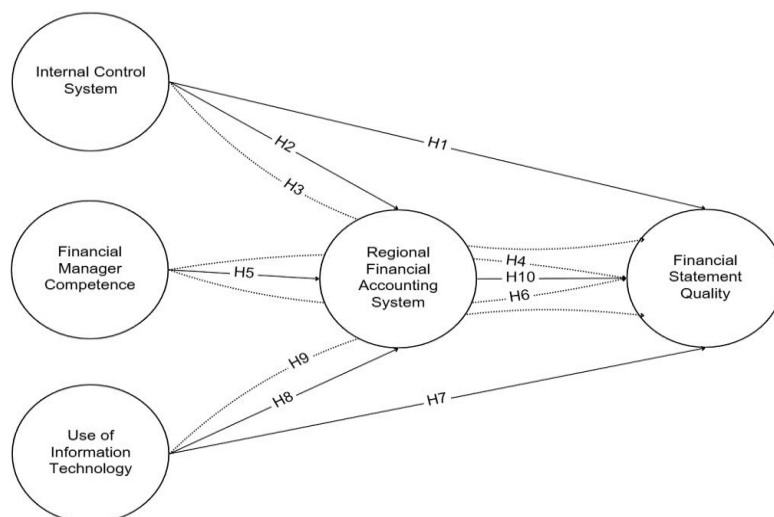 Internal Control
System
H1
H2
H3
Financial
Manager
Competence
H5
Regional
Financial
Accounting
System
H4
H10
H6
Financial
Statement
Quality
H9
H8
H7
Use of
Information
Technology